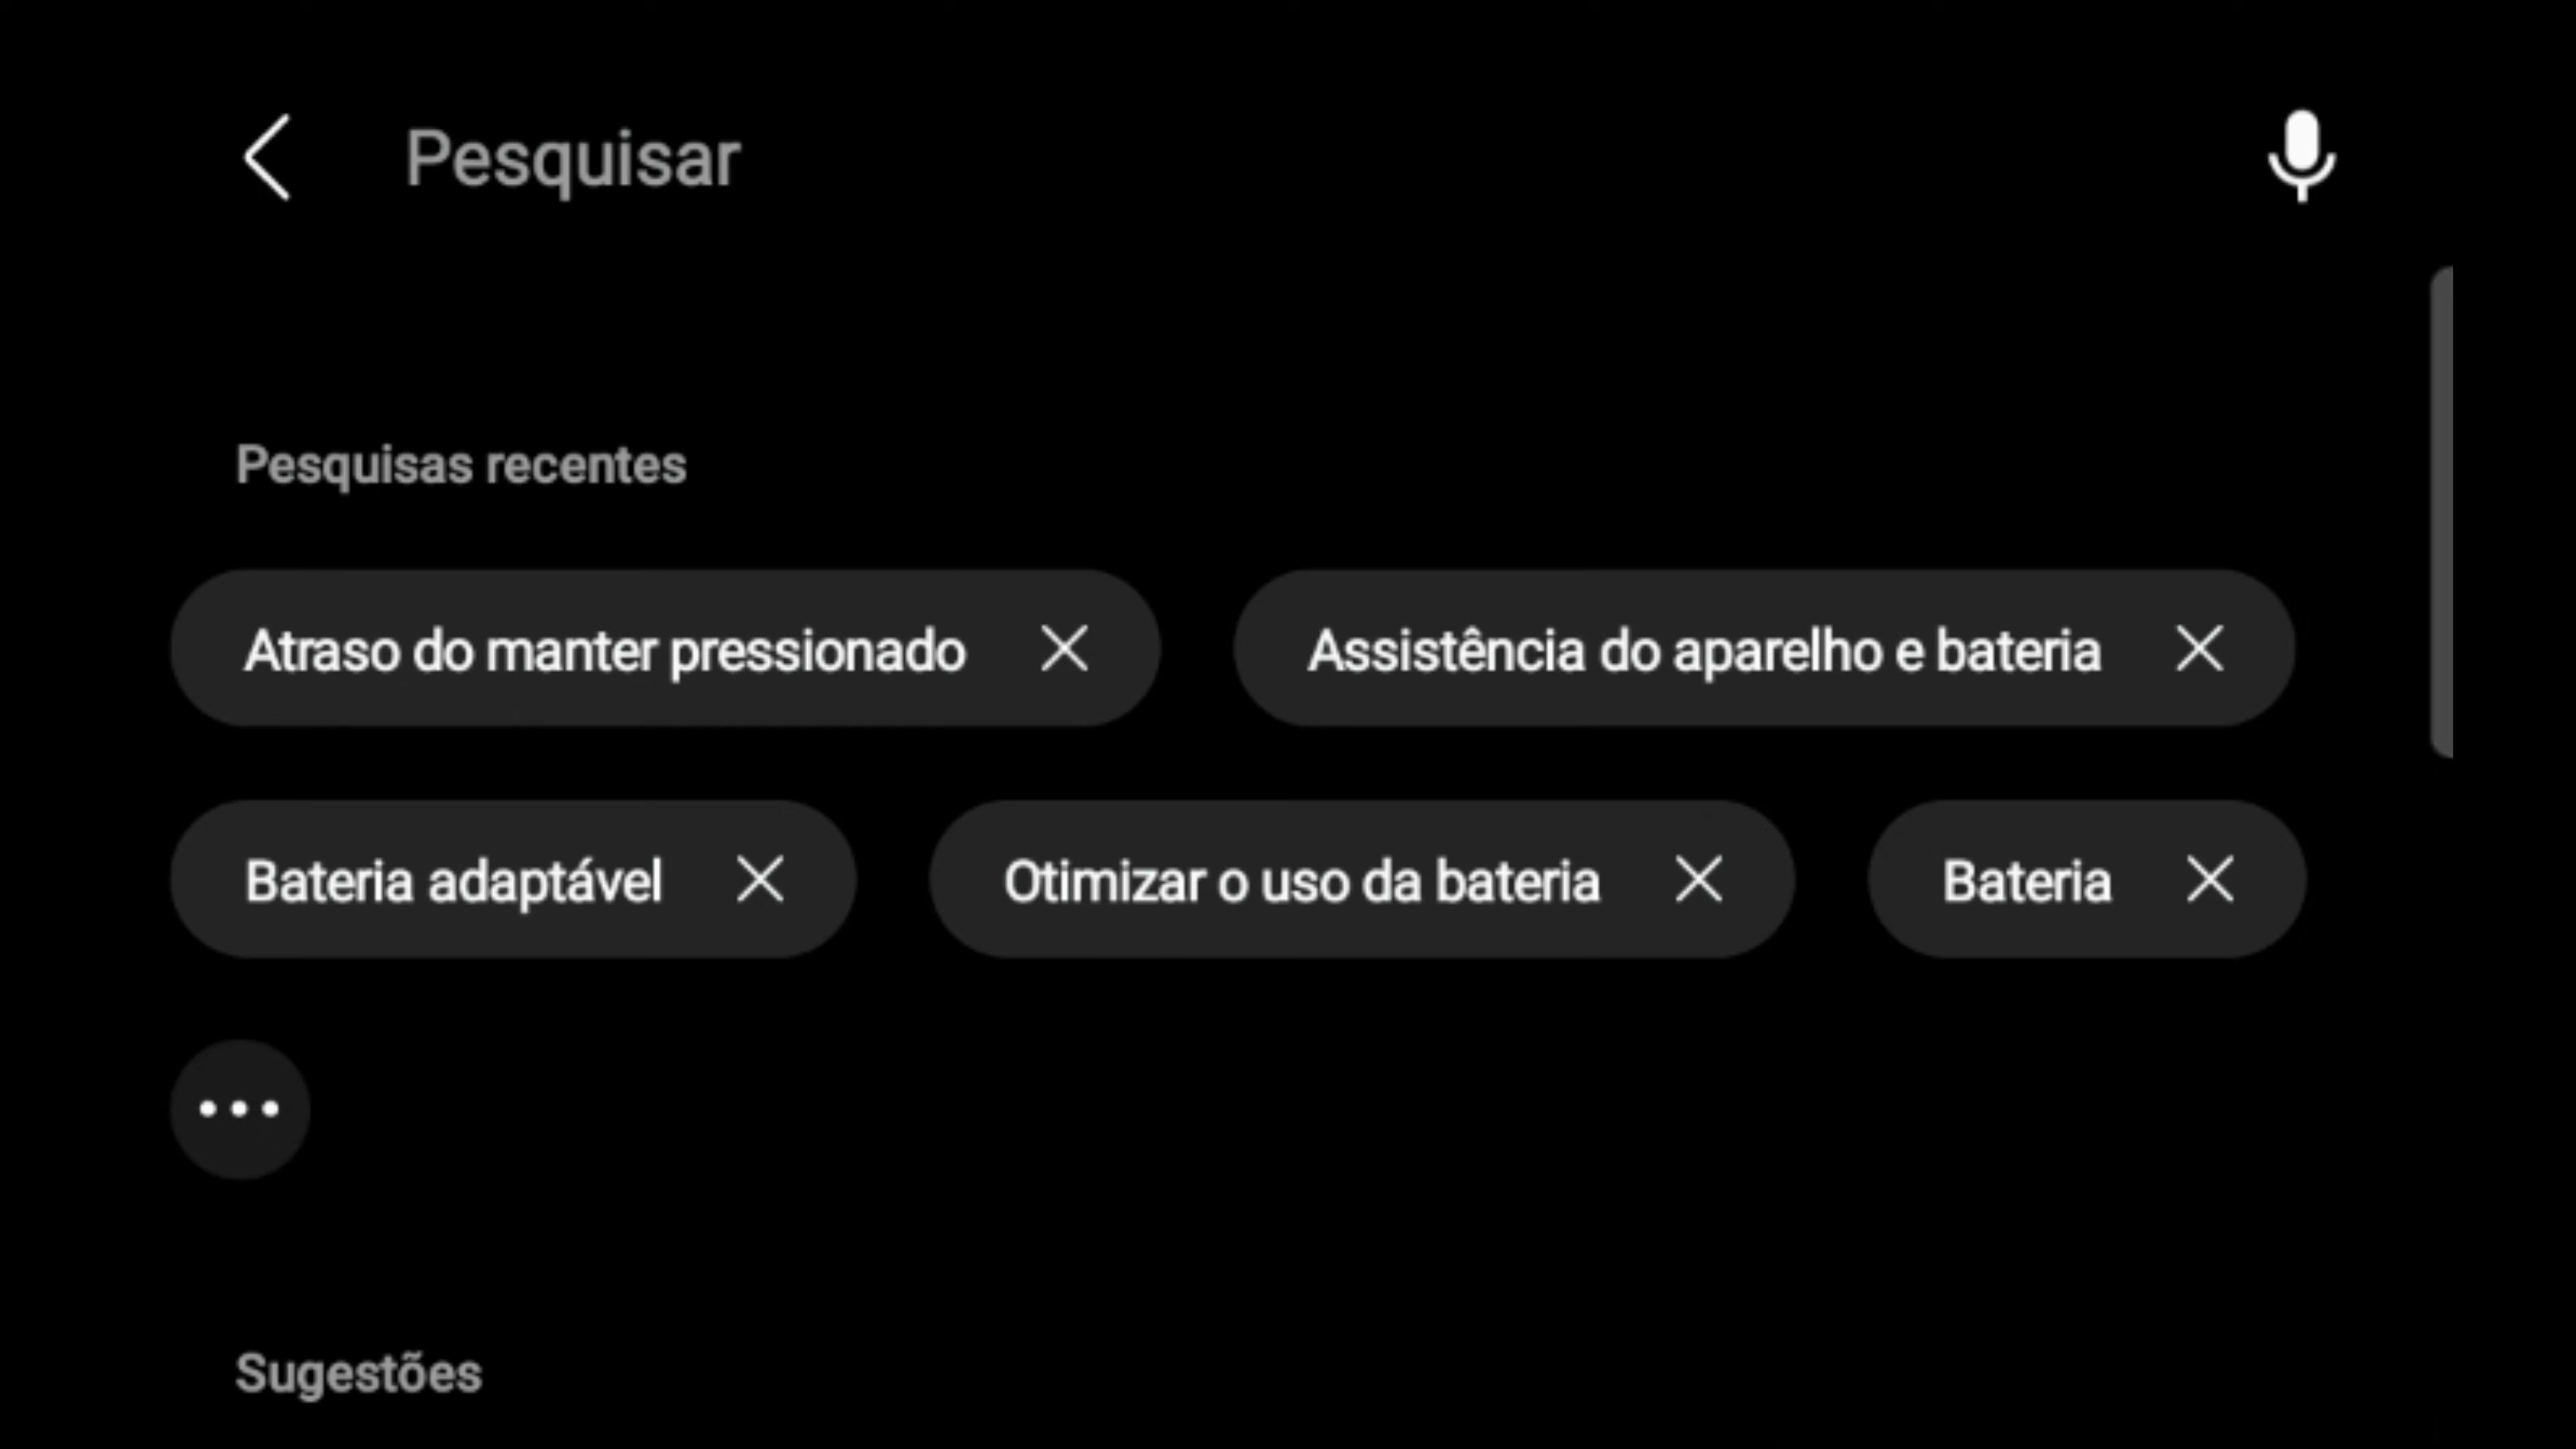 Pesquisar
Pesquisas recentes
Atraso do manter pressionado
Assistência do aparelho e bateria
Bateria adaptável
Otimizar o uso da bateria
Bateria
Sugestões